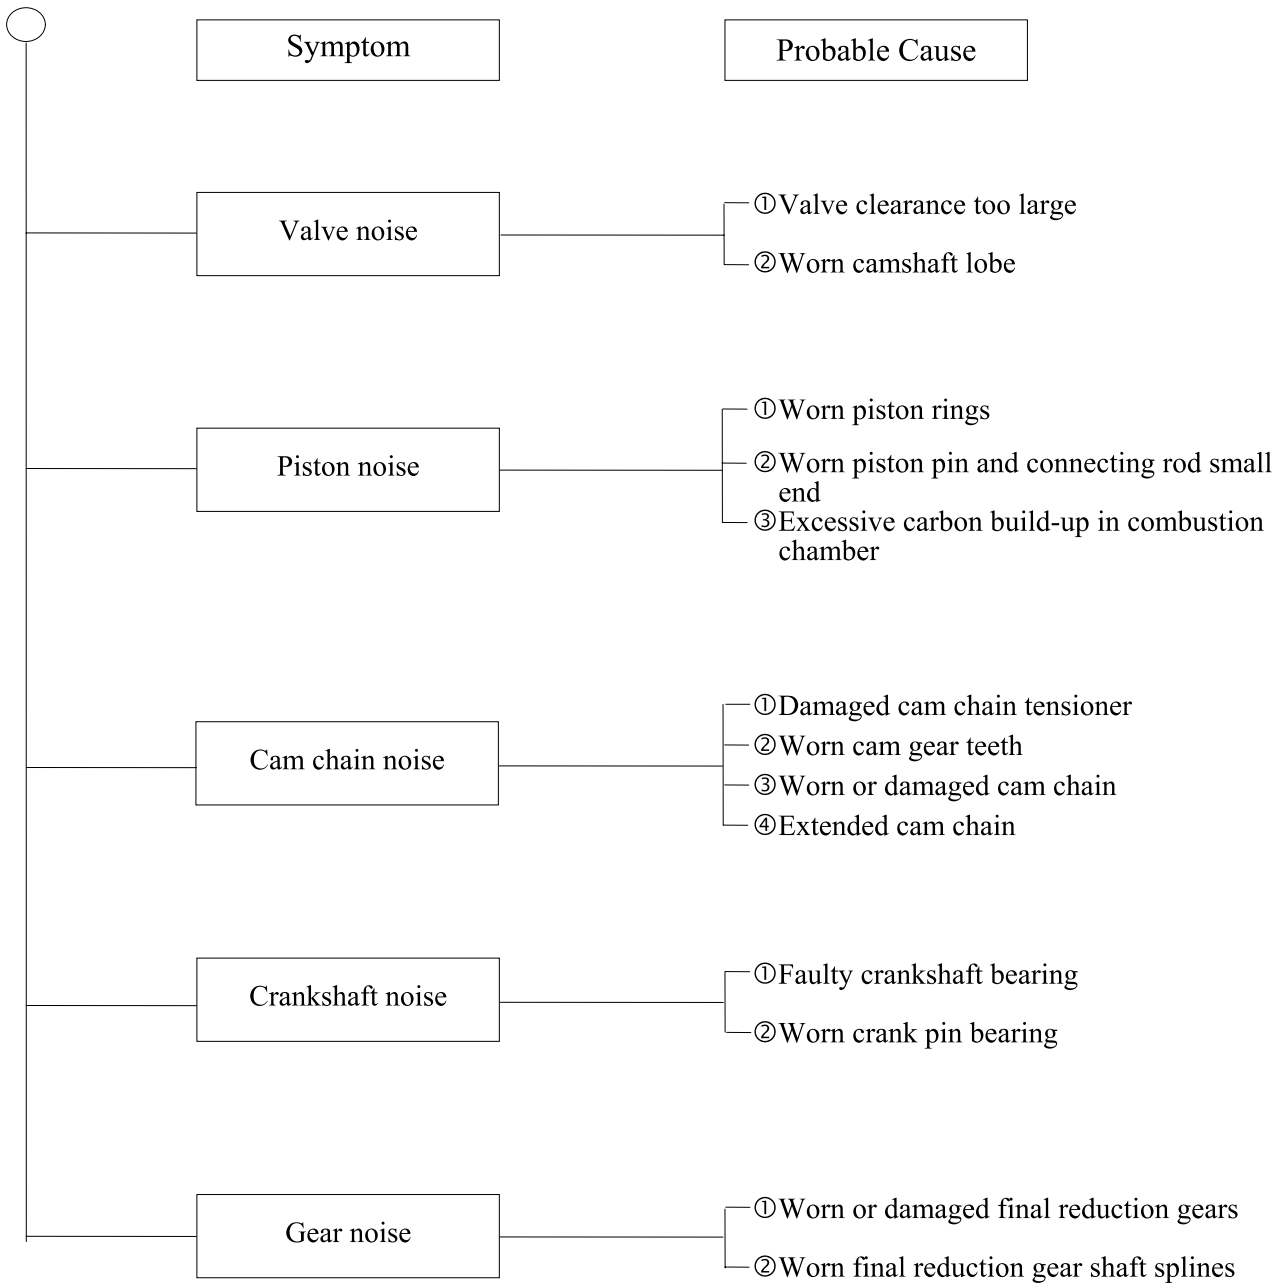 Symptom
Probable Cause
Valve noise
①Valve clearance too large
②Worn camshaft lobe
Piston noise
①Worn piston rings
②Worn piston pin and connecting rod small
end
③Excessive carbon build-up in combustion
chamber
Cam chain noise
①Damaged cam chain tensioner
②Worn cam gear teeth
③Worn or damaged cam chain
④Extended cam chain
Crankshaft noise
①Faulty crankshaft bearing
②Worn crank pin bearing
Gear noise
①Worn or damaged final reduction gears
②Worn final reduction gear shaft splines